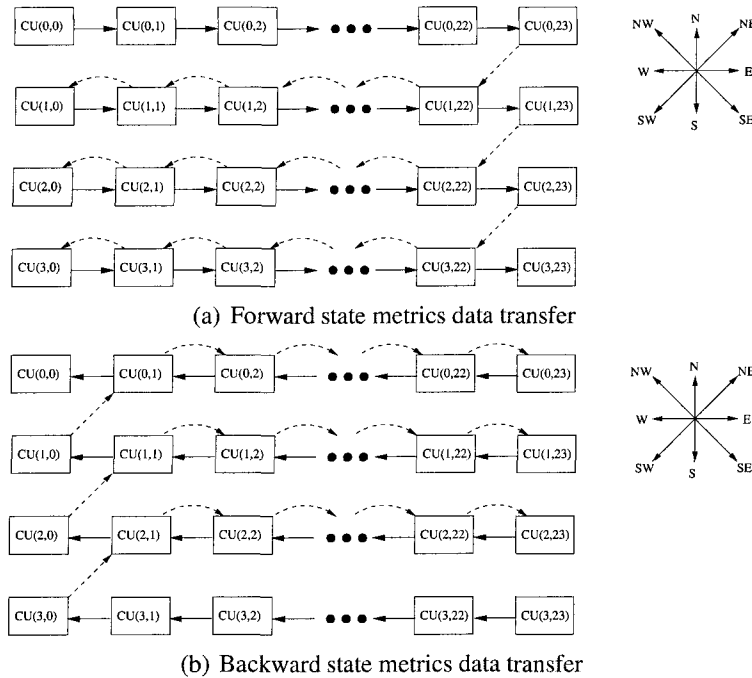 CU(0,0) CU(0,1) CU(0,2) CU(0,22) CU(0,23)
CU(1,0) CU(1,1) CU(1,2) CU(1,22) CU(1,23)
CU(2,0) CU(2,1) CU(2,2) CU(2,22) CU(2,23)
CU(3,0) CU(3,1) CU(3,2) CU(3,22) CU(3,23)
NW N NE
W E
SW S SE
(a) Forward state metrics data transfer
CU(0,0) CU(0,1) CU(0,2) CU(0,22) CU(0,23)
CU(1,0) CU(1,1) CU(1,2) CU(1,22) CU(1,23)
CU(2,0) CU(2,1) CU(2,2) CU(2,22) CU(2,23)
CU(3,0) CU(3,1) CU(3,2) CU(3,22) CU(3,23)
NW N NE
W E
SW S SE
(b) Backward state metrics data transfer